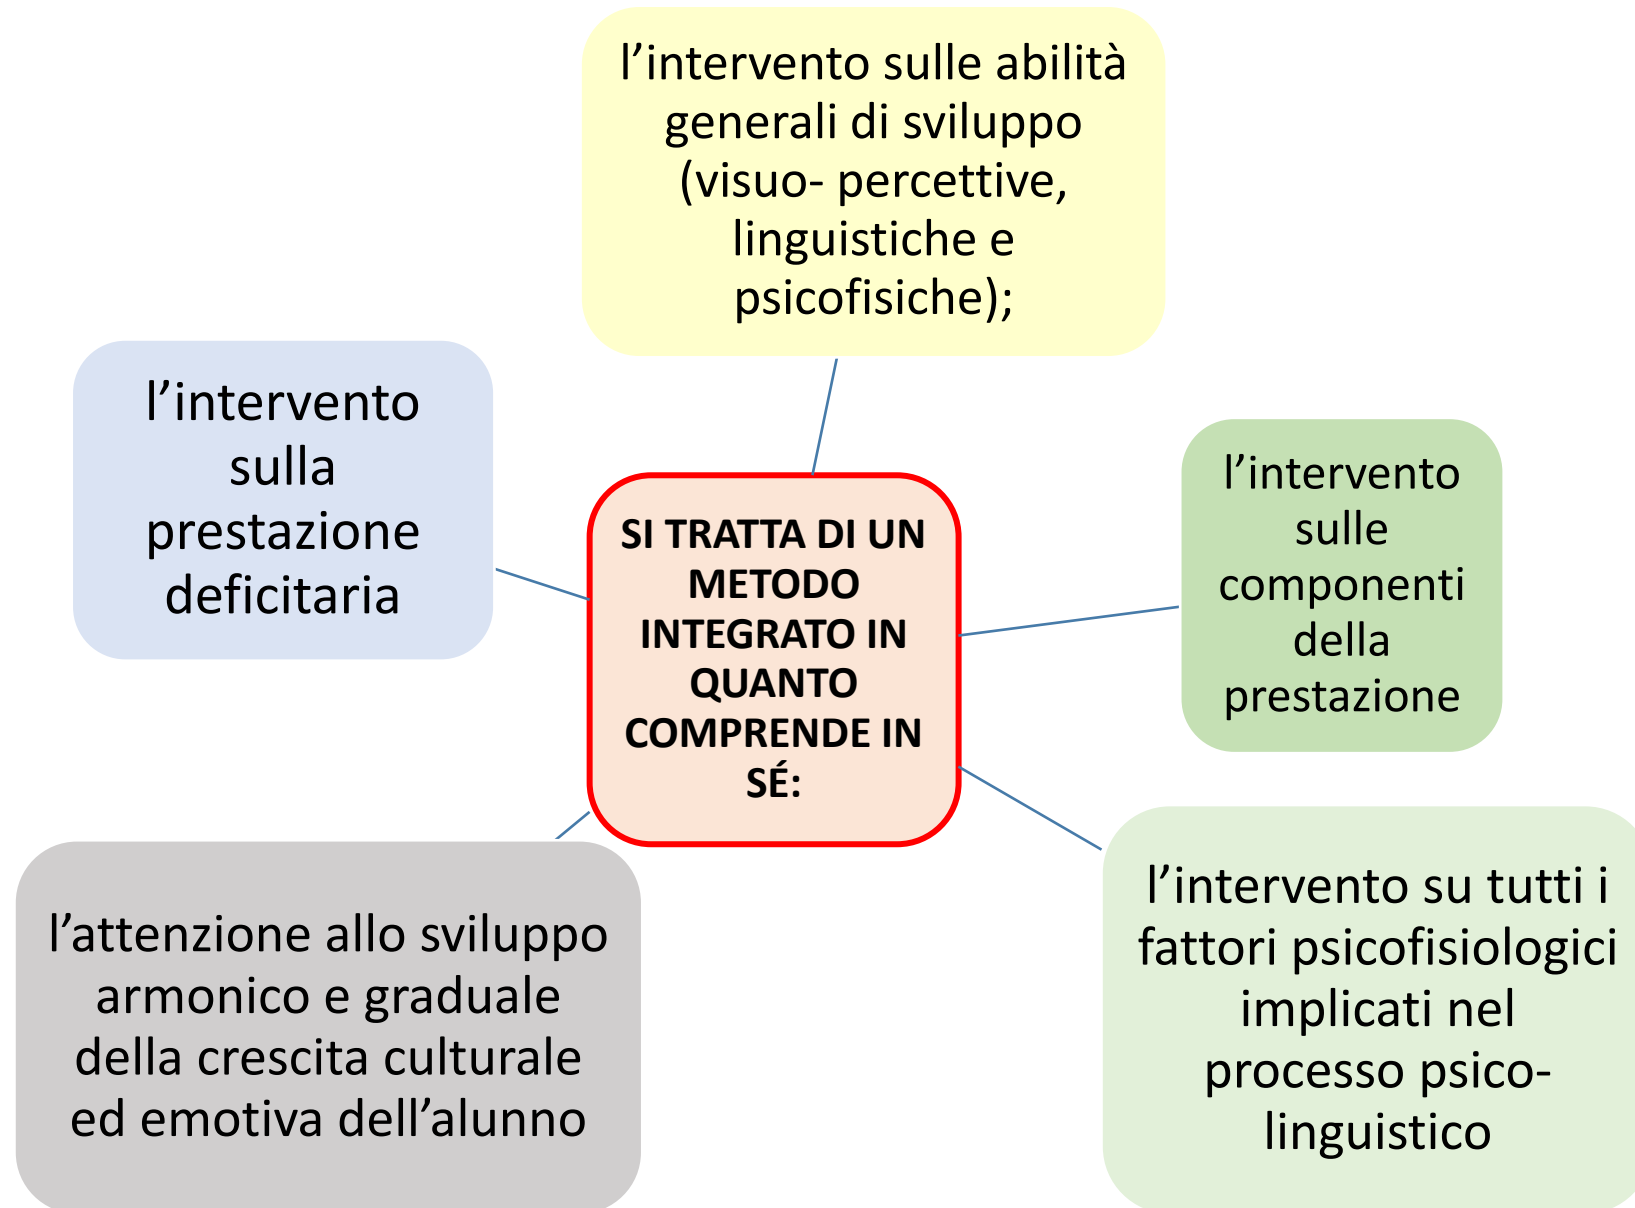 l’intervento sulle abilità
generali di sviluppo
(visuo- percettive,
linguistiche e
psicofisiche);
l’intervento
sulla
prestazione
deficitaria
SI TRATTA DI UN
METODO
INTEGRATO IN
QUANTO
COMPRENDE IN
SÉ:
l’intervento
sulle
componenti
della
prestazione
l’attenzione allo sviluppo
armonico e graduale
della crescita culturale
ed emotiva dell’alunno
l’intervento su tutti i
fattori psicofisiologici
implicati nel
processo psico-
linguistico